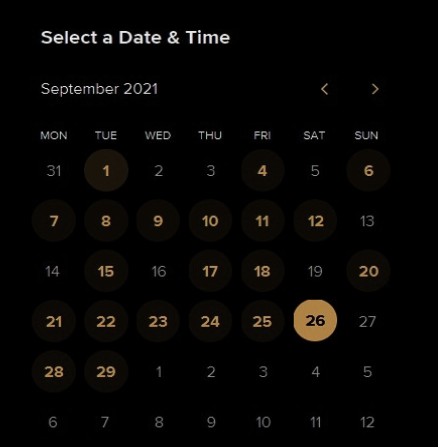 Select a Date & Time
September 2021
MON TUE WED THU FRI SAT SUN
31 1 2 3 4 5 6
7 8 9 10 11 12 13
14 15 16 17 18 19 20
21 22 23 24 25 26 27
28 29 1 2 3 4 5
6 7 8 9 10 11 12